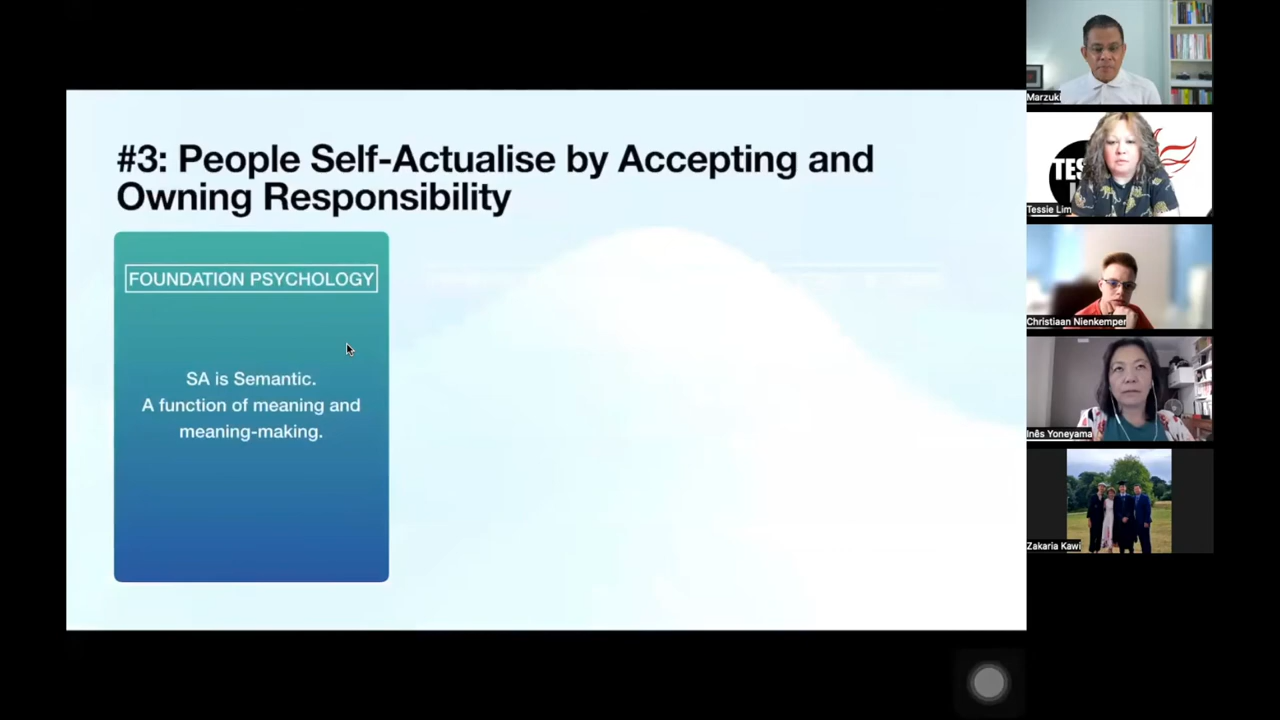 #3: People Self-Actualise by Accepting and
Owning Responsibility
FOUNDATION PSYCHOLOGY
SA is Semantic.
A function of meaning and
meaning-making.
Marzuki
TES
Tessie Lim
Christiaan Nienkemper
Inês Yoneyama
Zakaria Kawi